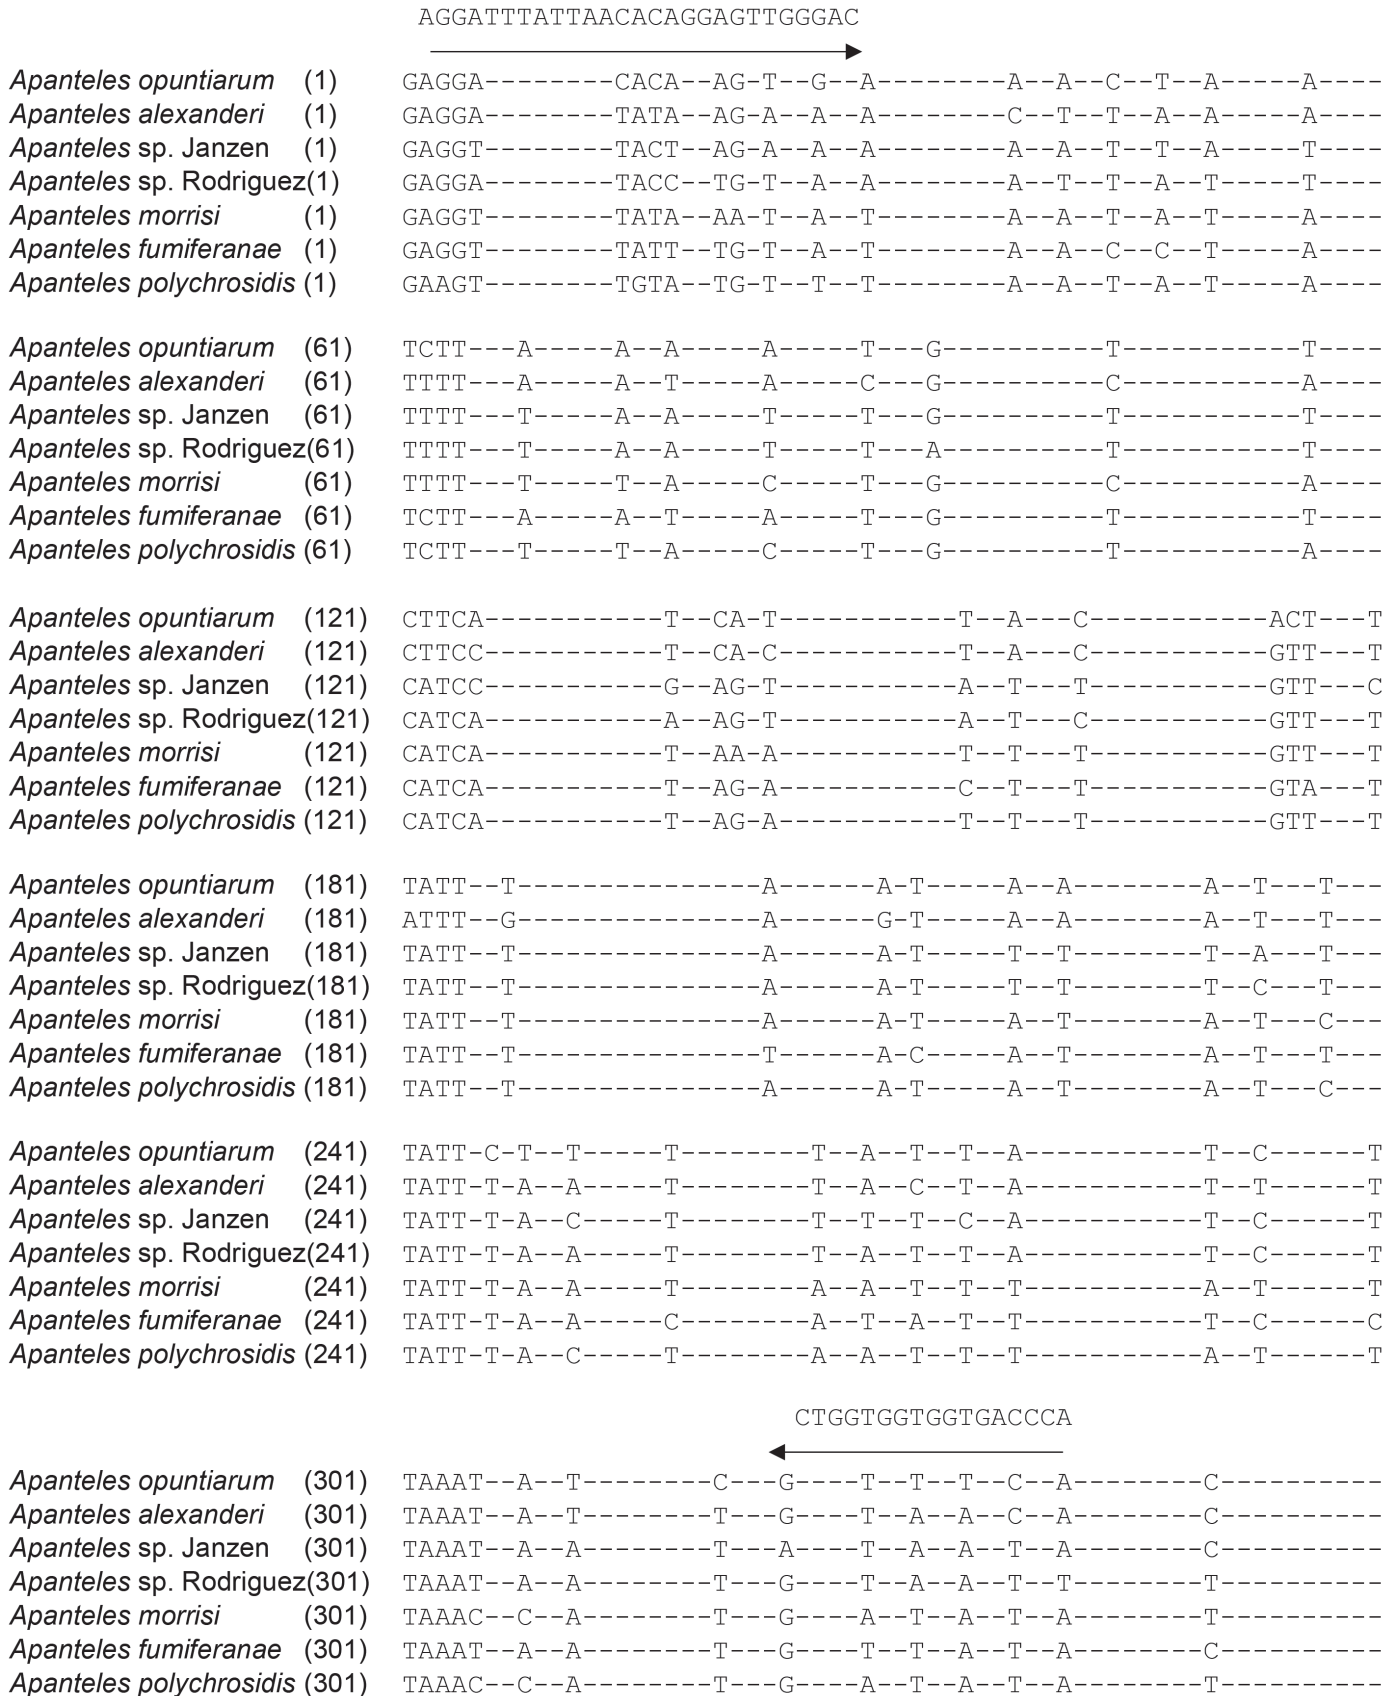 AGGATTTATTAACACAGGAGTTGGGAC
Apanteles opuntiarum (1) GAGGA--------CACA--AG-T--G--A--------A--A--C--T--A-----A----
Apanteles alexanderi (1) GAGGA--------TATA--AG-A--A--A--------C--T--T--A--A-----A----
Apanteles sp. Janzen (1) GAGGT--------TACT--AG-A--A--A--------A--A--T--T--A-----T----
Apanteles sp. Rodriguez(1) GAGGA--------TACC--TG-T--A--A--------A--T--T--A--T-----T----
Apanteles morrisi (1) GAGGT--------TATA--AA-T--A--T--------A--A--T--A--T-----A----
Apanteles fumiferanae (1) GAGGT--------TATT--TG-T--A--T--------A--A--C--C--T-----A----
Apanteles polychrosidis (1) GAAGT--------TGTA--TG-T--T--T--------A--A--T--A--T-----A----
Apanteles opuntiarum (61) TCTT---A-----A--A-----A-----T---G----------T-----------T----
Apanteles alexanderi (61) TTTT---A-----A--T-----A-----C---G----------C-----------A----
Apanteles sp. Janzen (61) TTTT---T-----A--A-----T-----T---G----------T-----------T----
Apanteles sp. Rodriguez(61) TTTT---T-----A--A-----T-----T---A----------T-----------T----
Apanteles morrisi (61) TTTT---T-----T--A-----C-----T---G----------C-----------A----
Apanteles fumiferanae (61) TCTT---A-----A--T-----A-----T---G----------T-----------T----
Apanteles polychrosidis (61) TCTT---T-----T--A-----C-----T---G----------T-----------A----
Apanteles opuntiarum (121) CTTCA-----------T--CA-T-----------T--A---C-----------ACT---T
Apanteles alexanderi (121) CTTCC-----------T--CA-C-----------T--A---C-----------GTT---T
Apanteles sp. Janzen (121) CATCC-----------G--AG-T-----------A--T---T-----------GTT---C
Apanteles sp. Rodriguez(121) CATCA-----------A--AG-T-----------A--T---C-----------GTT---T
Apanteles morrisi (121) CATCA-----------T--AA-A-----------T--T---T-----------GTT---T
Apanteles fumiferanae (121) CATCA-----------T--AG-A-----------C--T---T-----------GTA---T
Apanteles polychrosidis (121) CATCA-----------T--AG-A-----------T--T---T-----------GTT---T
Apanteles opuntiarum (181) TATT--T---------------A------A-T-----A--A--------A--T---T---
Apanteles alexanderi (181) ATTT--G---------------A------G-T-----A--A--------A--T---T---
Apanteles sp. Janzen (181) TATT--T---------------A------A-T-----T--T--------T--A---T---
Apanteles sp. Rodriguez(181) TATT--T---------------A------A-T-----T--T--------T--C---T---
Apanteles morrisi (181) TATT--T---------------A------A-T-----A--T--------A--T---C---
Apanteles fumiferanae (181) TATT--T---------------T------A-C-----A--T--------A--T---T---
Apanteles polychrosidis (181) TATT--T---------------A------A-T-----A--T--------A--T---C---
Apanteles opuntiarum (241) TATT-C-T--T-----T--------T--A--T--T--A-----------T--C------T
Apanteles alexanderi (241) TATT-T-A--A-----T--------T--A--C--T--A-----------T--T------T
Apanteles sp. Janzen (241) TATT-T-A--C-----T--------T--T--T--C--A-----------T--C------T
Apanteles sp. Rodriguez(241) TATT-T-A--A-----T--------T--A--T--T--A-----------T--C------T
Apanteles morrisi (241) TATT-T-A--A-----T--------A--A--T--T--T-----------A--T------T
Apanteles fumiferanae (241) TATT-T-A--A-----C--------A--T--A--T--T-----------T--C------C
Apanteles polychrosidis (241) TATT-T-A--C-----T--------A--A--T--T--T-----------A--T------T
CTGGTGGTGGTGACCCA
Apanteles opuntiarum (301) TAAAT--A--T--------C---G----T--T--T--C--A--------C----------
Apanteles alexanderi (301) TAAAT--A--T--------T---G----T--A--A--C--A--------C----------
Apanteles sp. Janzen (301) TAAAT--A--A--------T---A----T--A--A--T--A--------C----------
Apanteles sp. Rodriguez(301) TAAAT--A--A--------T---G----T--A--A--T--T--------T----------
Apanteles morrisi (301) TAAAC--C--A--------T---G----A--T--A--T--A--------T----------
Apanteles fumiferanae (301) TAAAT--A--A--------T---G----T--T--A--T--A--------C----------
Apanteles polychrosidis (301) TAAAC--C--A--------T---G----A--T--A--T--A--------T----------